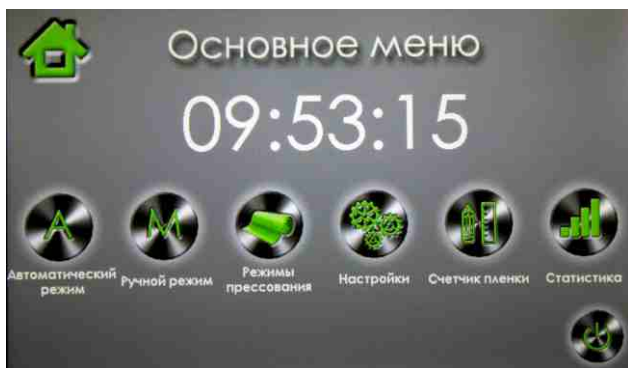 Основное меню
09:53:15
A
M
Автоматический
режим
Ручной режим
Режимы
прессования
Настройки
Счетчик пленки
Статистика